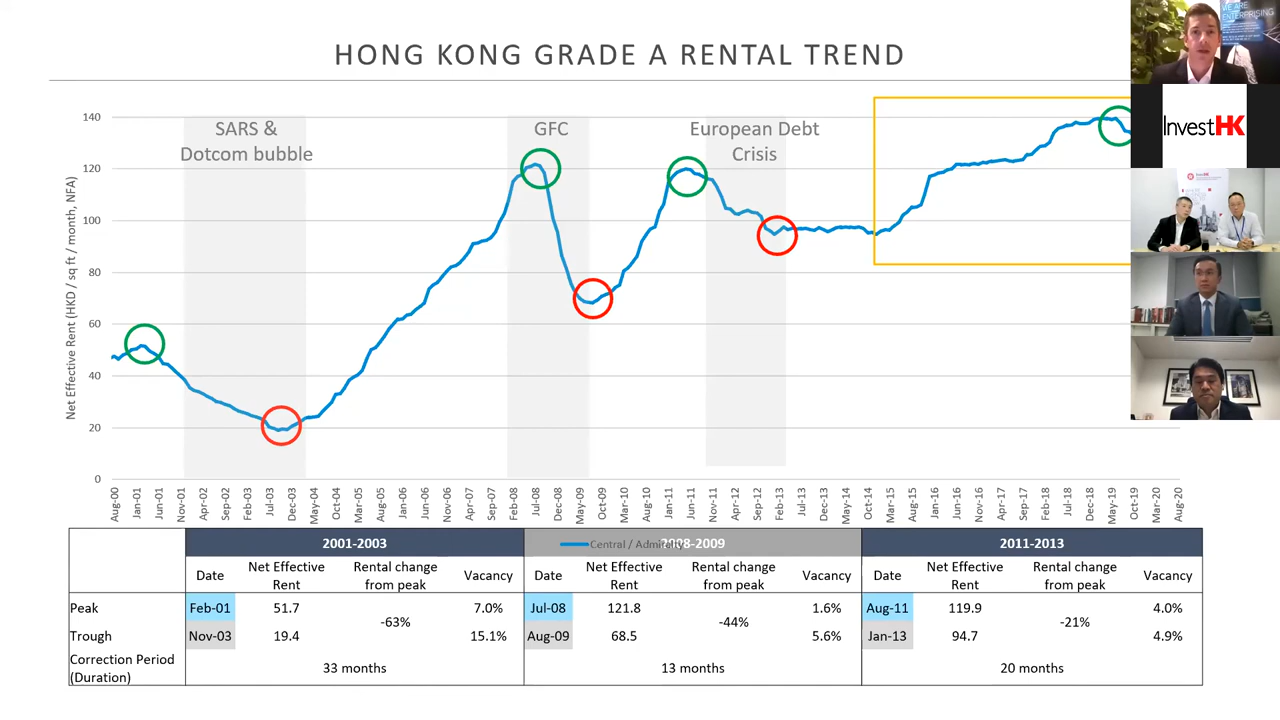 HONG KONG GRADE A RENTAL TREND
WE ARE
ENTERPRISING
InvestHK
Net Effective Rent (HKD / sq ft / month, NFA)
140
120
100
80
60
40
20
0
SARS &
Dotcom bubble
GFC
European Debt
Crisis
Aug-00 Jan-01 Jun-01 Nov-01 Apr-02 Sep-02 Feb-03 Jul-03 Dec-03 May-04 Oct-04 Mar-05 Aug-05 Jan-06 Jun-06 Nov-06 Apr-07 Sep-07 Feb-08 Jul-08 Dec-08 May-09 Oct-09 Mar-10 Aug-10 Jan-11 Jun-11 Nov-11 Apr-12 Sep-12 Feb-13 Jul-13 Dec-13 May-14 Oct-14 Mar-15 Aug-15 Jan-16 Jun-16 Nov-16 Apr-17 Sep-17 Feb-18 Jul-18 Dec-18 May-19 Oct-19 Mar-20 Aug-20
2001-2003 2008-2009 2011-2013
Central / Admiralty
Date Net Effective Rent Rental change from peak Vacancy Date Net Effective Rent Rental change from peak Vacancy Date Net Effective Rent Rental change from peak Vacancy
Peak Feb-01 51.7 -63% 7.0% Jul-08 121.8 -44% 1.6% Aug-11 119.9 -21% 4.0%
Trough Nov-03 19.4 15.1% Aug-09 68.5 5.6% Jan-13 94.7 4.9%
Correction Period
(Duration) 33 months 13 months 20 months